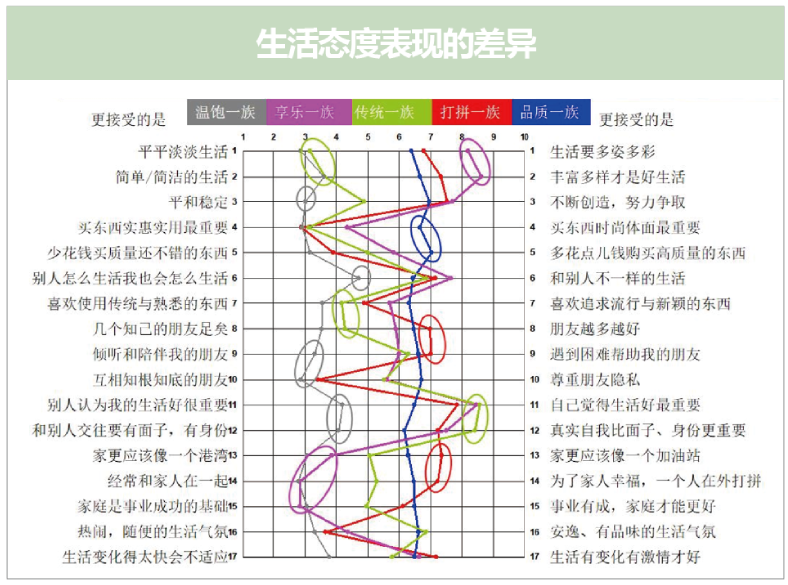 生活态度表现的差异
更接受的是 温饱一族 享乐一族 传统一族 打拼一族 品质一族 更接受的是
1 2 3 4 5 6 7 8 9 10
平平淡淡生活 1 1 生活要多姿多彩
简单/简洁的生活 2 2 丰富多样才是好生活
平和稳定 3 3 不断创造，努力争取
买东西实惠实用最重要 4 4 买东西时尚体面最重要
少花钱买质量还不错的东西 5 5 多花点儿钱购买高质量的东西
别人怎么生活我也会怎么生活 6 6 和别人不一样的生活
喜欢使用传统与熟悉的东西 7 7 喜欢追求流行与新颖的东西
几个知己的朋友足矣 8 8 朋友越多越好
倾听和陪伴我的朋友 9 9 遇到困难帮助我的朋友
互相知根知底的朋友 10 10 尊重朋友隐私
别人认为我的生活好很重要 11 11 自己觉得生活好最重要
和别人交往要有面子，有身份 12 12 真实自我比面子、身份更重要
家更应该像一个港湾 13 13 家更应该像一个加油站
经常和家人在一起 14 14 为了家人幸福，一个人在外打拼
家庭是事业成功的基础 15 15 事业有成，家庭才能更好
热闹，随便的生活气氛 16 16 安逸、有品味的生活气氛
生活变化得太快会不适应 17 17 生活有变化有激情才好